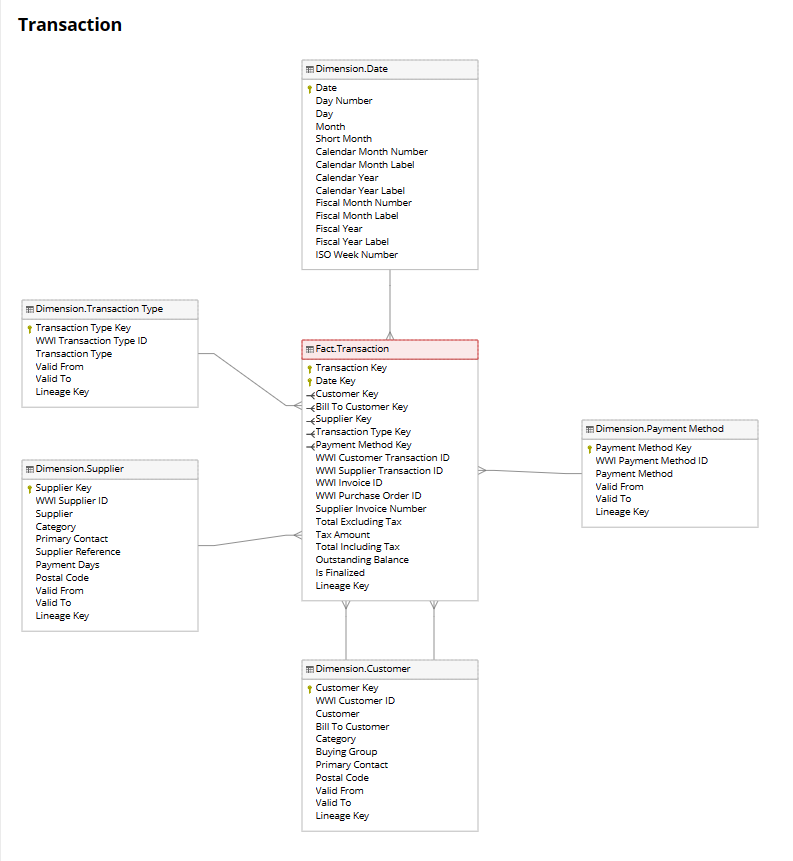 Transaction
Dimension.Date
Date
Day Number
Day
Month
Short Month
Calendar Month Number
Calendar Month Label
Calendar Year
Calendar Year Label
Fiscal Month Number
Fiscal Month Label
Fiscal Year
Fiscal Year Label
ISO Week Number
Dimension.Transaction Type
Transaction Type Key
WWI Transaction Type ID
Transaction Type
Valid From
Valid To
Lineage Key
Fact.Transaction
Transaction Key
Date Key
Customer Key
Bill To Customer Key
Supplier Key
Transaction Type Key
Payment Method Key
WWI Customer Transaction ID
WWI Supplier Transaction ID
WWI Invoice ID
WWI Purchase Order ID
Supplier Invoice Number
Total Excluding Tax
Tax Amount
Total Including Tax
Outstanding Balance
Is Finalized
Lineage Key
Dimension.Payment Method
Payment Method Key
WWI Payment Method ID
Payment Method
Valid From
Valid To
Lineage Key
Dimension.Supplier
Supplier Key
WWI Supplier ID
Supplier
Category
Primary Contact
Supplier Reference
Payment Days
Postal Code
Valid From
Valid To
Lineage Key
Dimension.Customer
Customer Key
WWI Customer ID
Customer
Bill To Customer
Category
Buying Group
Primary Contact
Postal Code
Valid From
Valid To
Lineage Key